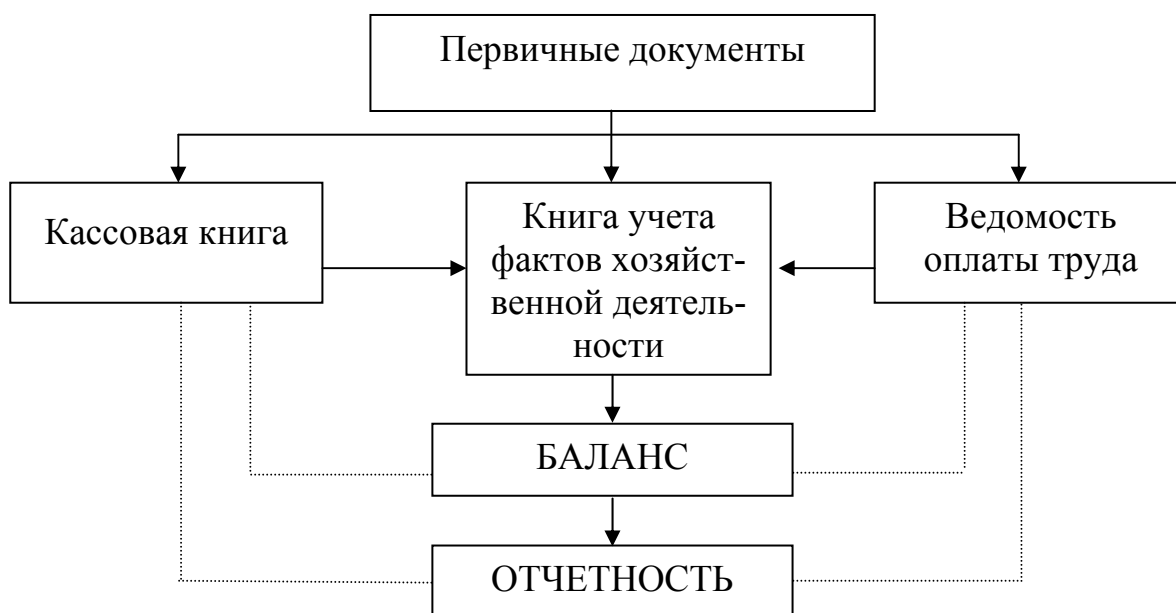 Первичные документы
Кассовая книга
Книга учета
фактов хозяйст-
венной деятель-
ности
Ведомость
оплаты труда
БАЛАНС
ОТЧЕТНОСТЬ